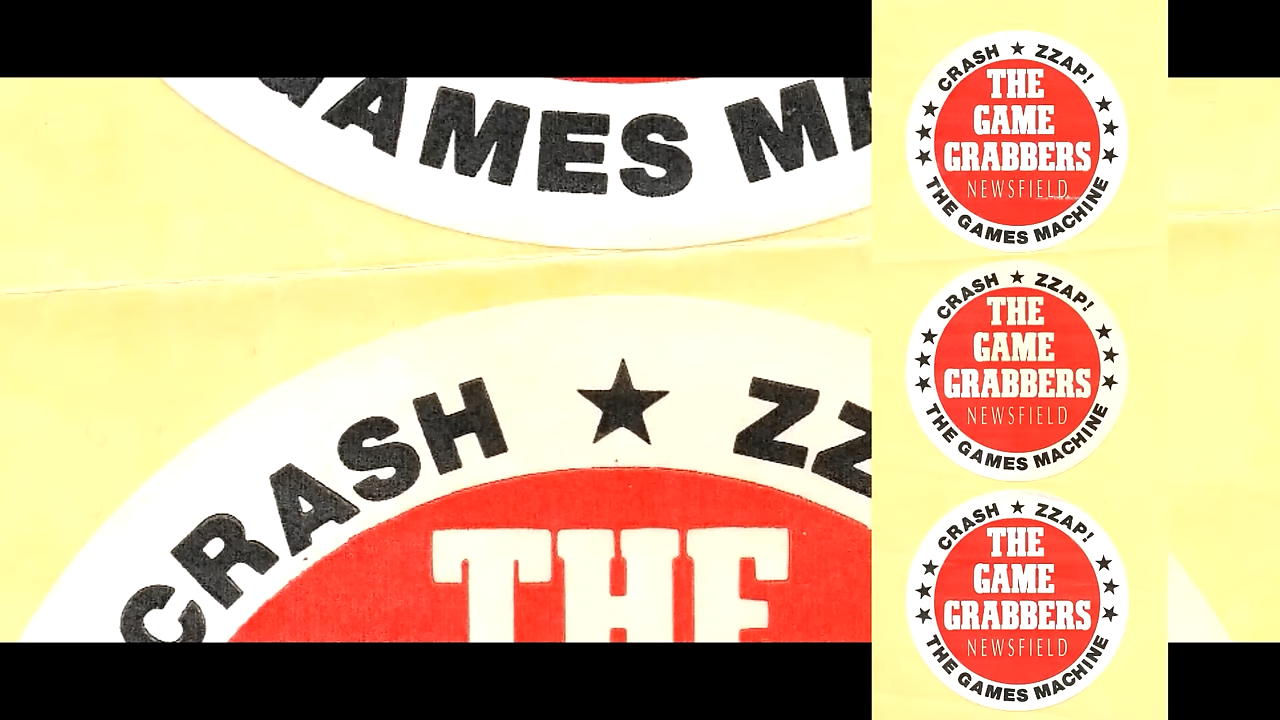 GAMES MA
CRASH ★ ZZ
THE
CRASH ★ ZZAP!
THE
GAME
GRABBERS
NEWSFIELD
THE GAMES MACHINE
CRASH ★ ZZAP!
THE
GAME
GRABBERS
NEWSFIELD
THE GAMES MACHINE
CRASH ★ ZZAP!
THE
GAME
GRABBERS
NEWSFIELD
THE GAMES MACHINE